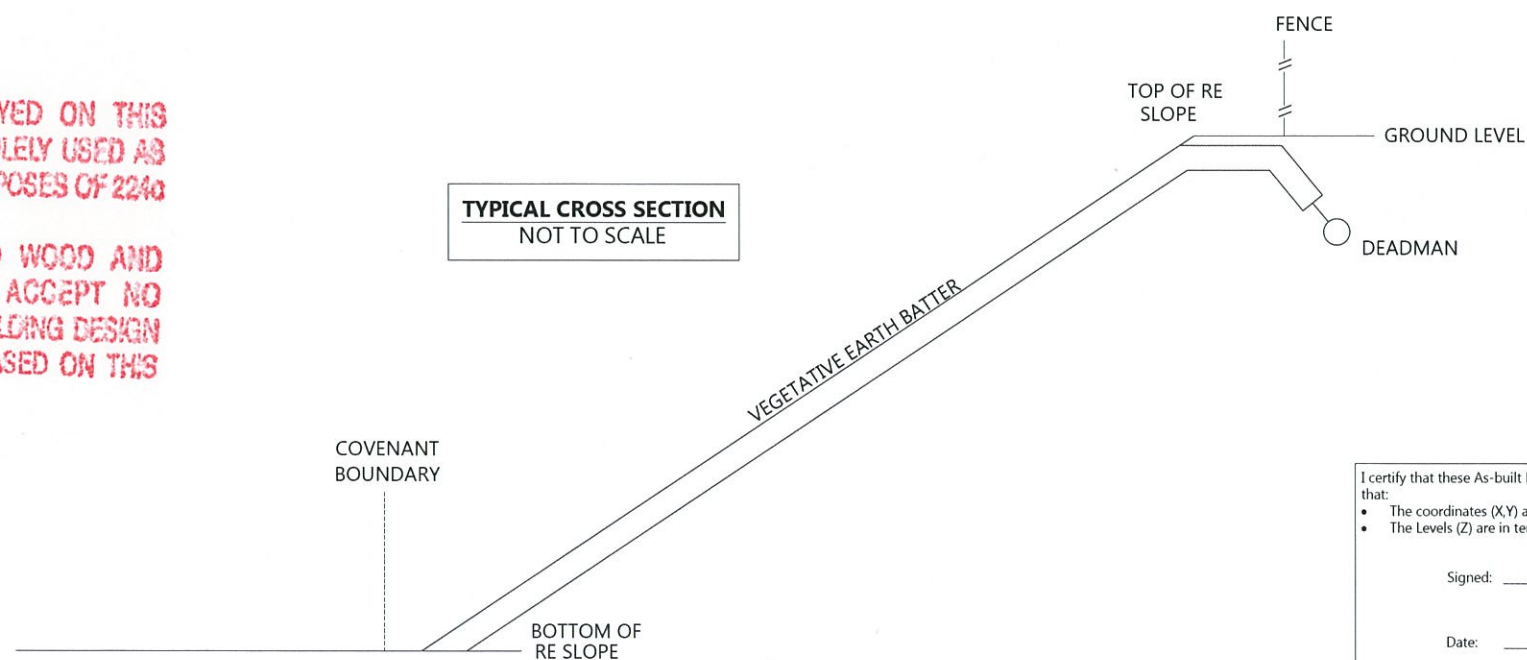 YED ON THIS
LELY USED AS
POSES OF 224c
WOOD AND
ACCEPT NO
LDING DESIGN
ASED ON THIS
TYPICAL CROSS SECTION
NOT TO SCALE
FENCE
TOP OF RE
SLOPE
GROUND LEVEL
DEADMAN
VEGETATIVE EARTH BATTER
COVENANT
BOUNDARY
BOTTOM OF
RE SLOPE
I certify that these As-built
that:
• The coordinates (X,Y) a
• The Levels (Z) are in ter
Signed:
Date: